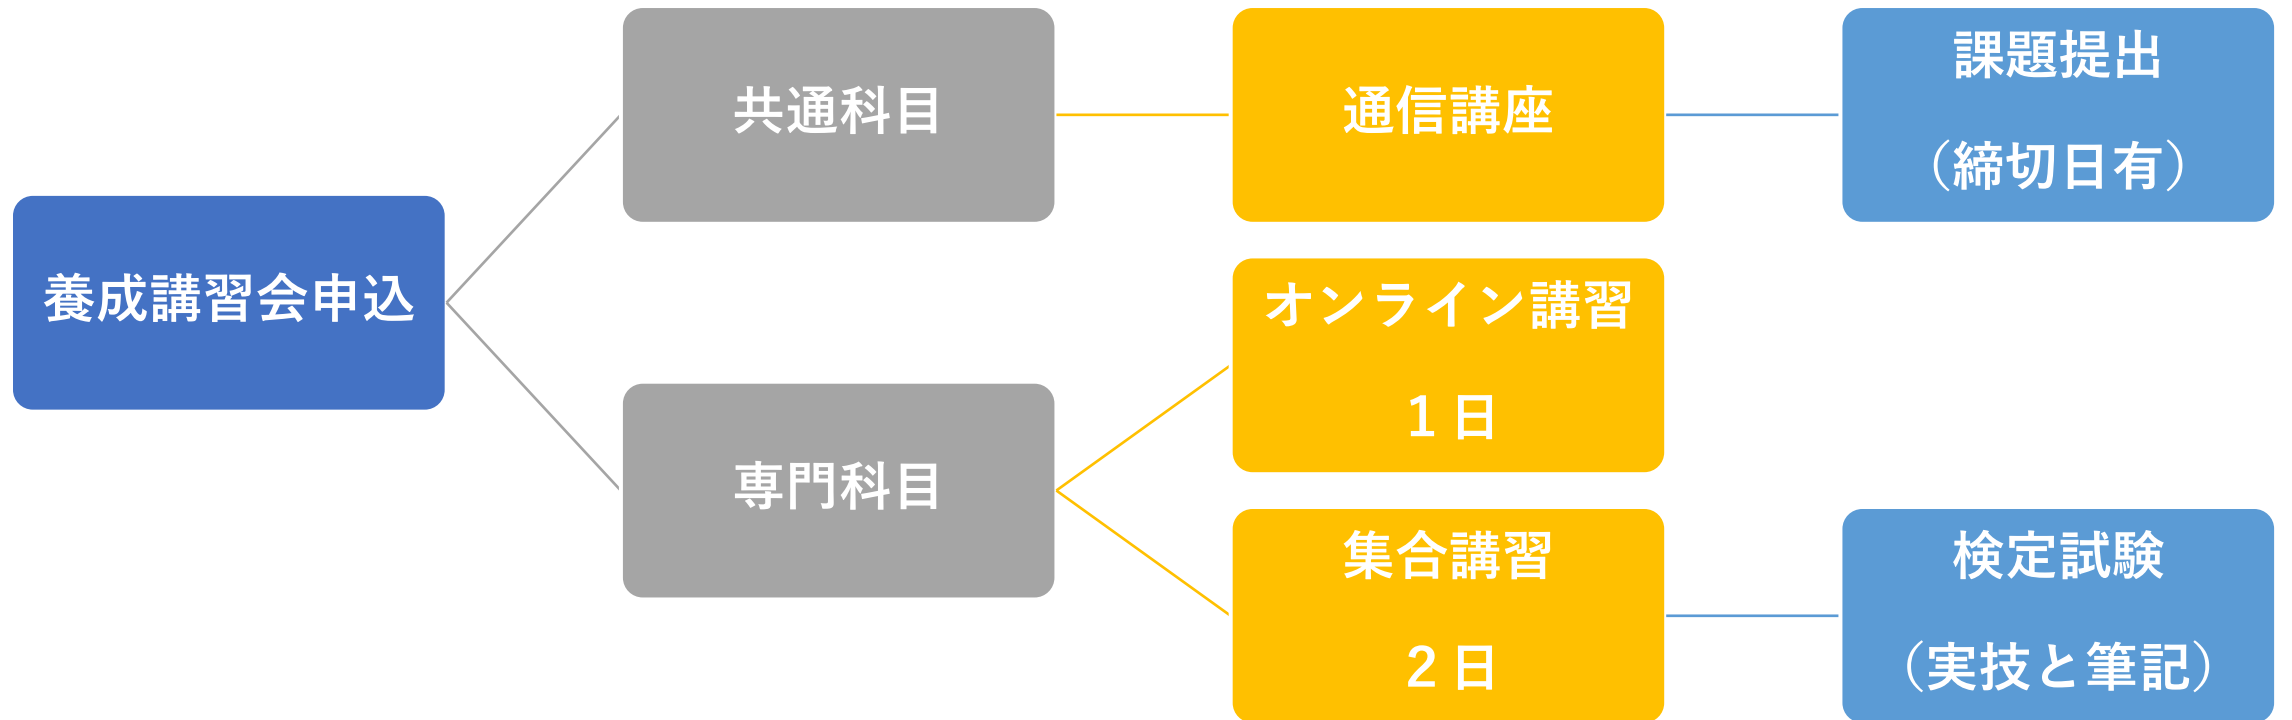 養成講習会申込
共通科目
通信講座
課題提出
（締切日有）
専門科目
オンライン講習
1 日
集合講習
2 日
検定試験
（実技と筆記）